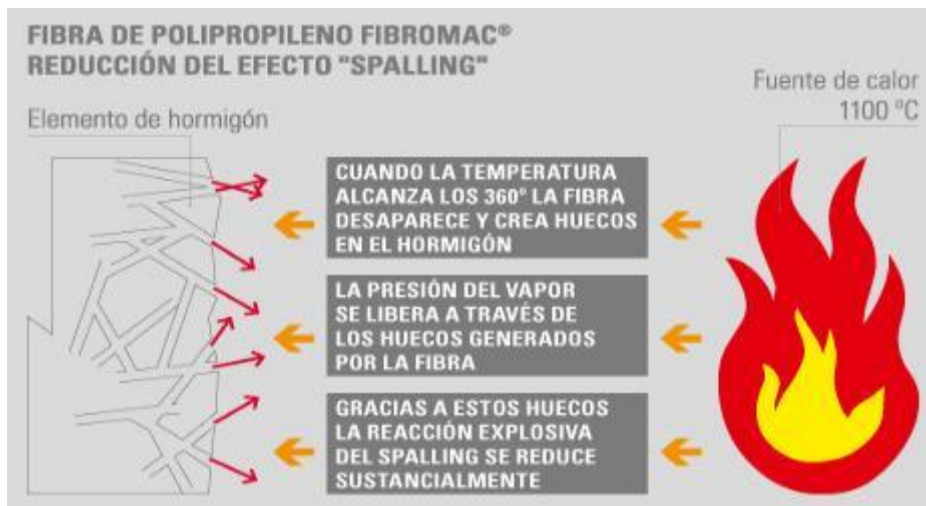 FIBRA DE POLIPROPILENO FIBROMAC®
REDUCCIÓN DEL EFECTO "SPALLING"
Elemento de hormigón
Fuente de calor
1100 ºC
CUANDO LA TEMPERATURA
ALCANZA LOS 360º LA FIBRA
DESAPARECE Y CREA HUECOS
EN EL HORMIGÓN
LA PRESIÓN DEL VAPOR
SE LIBERA A TRAVÉS DE
LOS HUECOS GENERADOS
POR LA FIBRA
GRACIAS A ESTOS HUECOS
LA REACCIÓN EXPLOSIVA
DEL SPALLING SE REDUCE
SUSTANCIALMENTE